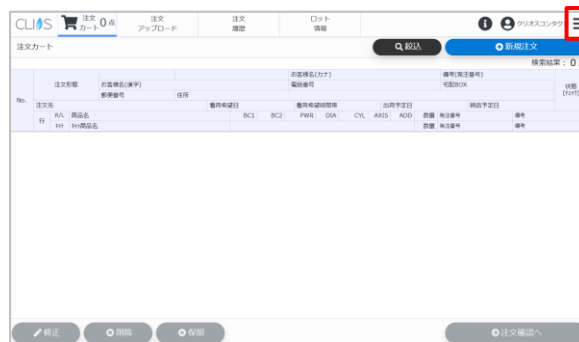 CLIOS 注文カート 0 点 注文アップロード 注文履歴 ロット情報 クリオスコンタク
注文カート 絞込 新規注文
検索結果： 0
No. 注文形態 お客様名(漢字) お客様名(カナ) 備考(発注番号) 状態(チェック)
郵便番号 住所 電話番号 宅配BOX
注文先 着荷希望日 着荷希望時間帯 出荷予定日 納品予定日
行 R/L 商品名 BC1 BC2 PWR DIA CYL AXIS ADD 数量 発注番号 備考
商品名 数量 発注番号 備考
修正 削除 保留 注文確認へ